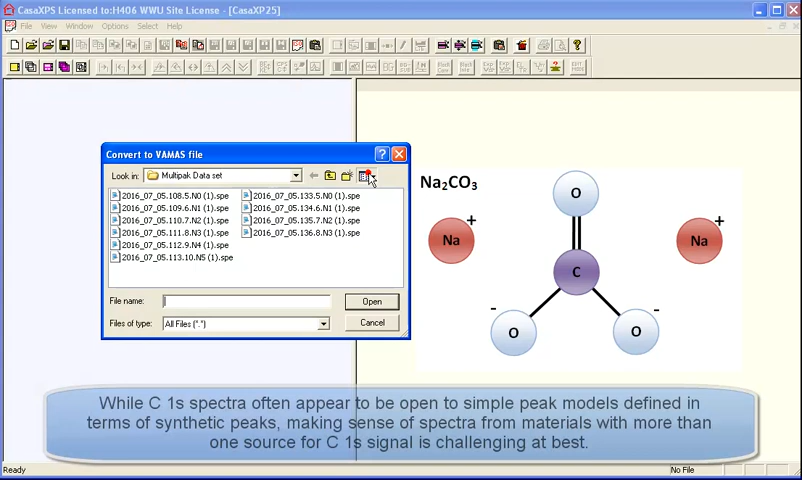 CasaXPS Licensed to:H406 WWU Site License - [CasaXP25]
File View Window Options Macro Library Help
Convert to VAMAS file
Look in: Multipak Data set
2016_07_05.108.5.N0 (1).spe
2016_07_05.109.6.N1 (1).spe
2016_07_05.110.7.N2 (1).spe
2016_07_05.111.8.N3 (1).spe
2016_07_05.112.9.N4 (1).spe
2016_07_05.113.10.N5 (1).spe
2016_07_05.133.5.N0 (1).spe
2016_07_05.134.6.N1 (1).spe
2016_07_05.135.7.N2 (1).spe
2016_07_05.136.8.N3 (1).spe
File name: Open
Files of type: All Files (*.*) Cancel
Na₂CO₃
O
Na +
Na +
C
- O
O -
While C 1s spectra often appear to be open to simple peak models defined in
terms of synthetic peaks, making sense of spectra from materials with more than
one source for C 1s signal is challenging at best.
Ready No File